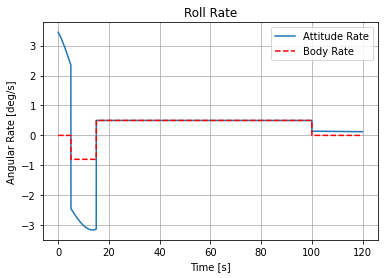 Roll Rate
Attitude Rate
Body Rate
Angular Rate [deg/s]
3
2
1
0
−1
−2
−3
0
20
40
60
80
100
120
Time [s]